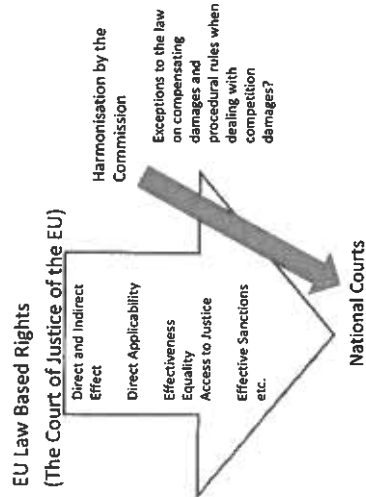 EU Law Based Rights
(The Court of Justice of the EU)
Direct and Indirect
Effect
Direct Applicability
Effectiveness
Equality
Access to Justice
Effective Sanctions
etc.
Harmonisation by the
Commission
Exceptions to the law
on compensating
damages and
procedural rules when
dealing with
competition
damages?
National Courts